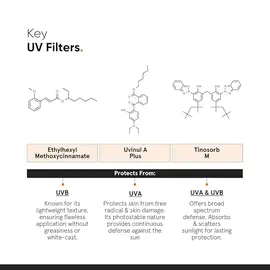 Key
UV Filters.
Ethylhexyl
Methoxycinnamate
Uvinul A
Plus
Tinosorb
M
Protects From:
UVB
Known for its
lightweight texture,
ensuring flawless
application without
greasiness or
white-cast.
UVA
Protects skin from free
radical & skin damage.
Its photostable nature
provides continuous
defense against the
sun
UVA & UVB
Offers broad
spectrum
defense. Absorbs
& scatters
sunlight for lasting
protection.